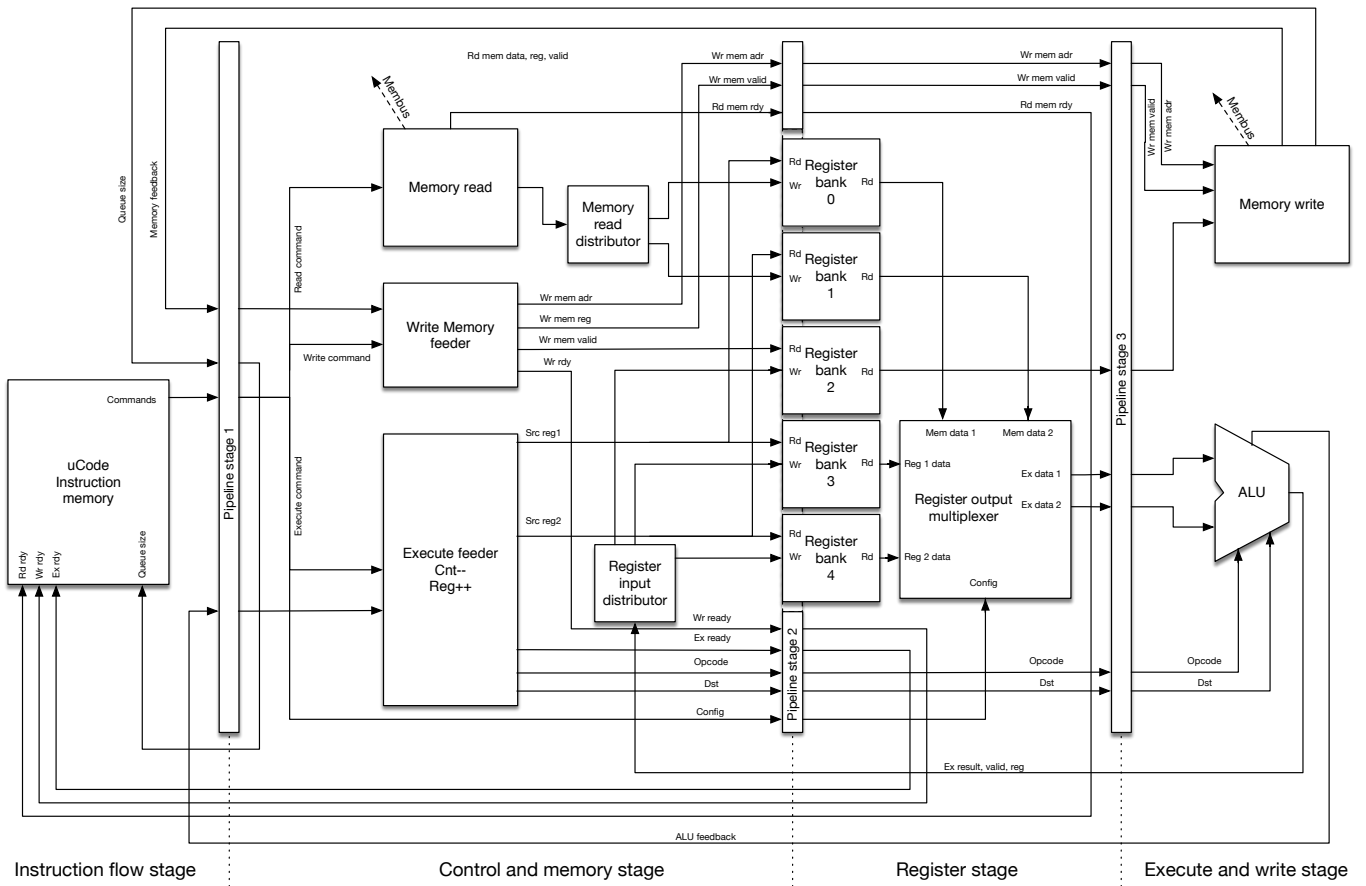 Rd mem data, reg, valid
Wr mem adr
Wr mem valid
Rd mem rdy
Wr mem adr
Wr mem valid
Rd mem rdy
Membus
Membus
Wr mem valid
Wr mem adr
Queue size
Memory feedback
Pipeline stage 1
Read command
Memory read
Memory
read
distributor
Rd
Wr
Register
bank
0
Rd
Memory write
Rd
Wr
Register
bank
1
Rd
Write Memory
feeder
Wr mem adr
Wr mem reg
Wr mem valid
Wr rdy
Write command
Rd
Wr
Register
bank
2
Rd
Pipeline stage 3
Commands
uCode
Instruction
memory
Rd rdy
Wr rdy
Ex rdy
Queue size
Execute command
Execute feeder
Cnt--
Reg++
Src reg1
Src reg2
Rd
Wr
Register
bank
3
Rd
Rd
Wr
Register
bank
4
Rd
Register
input
distributor
Mem data 1
Mem data 2
Reg 1 data
Ex data 1
Register output
multiplexer
Ex data 2
Reg 2 data
Config
ALU
Wr ready
Ex ready
Opcode
Dst
Config
Pipeline stage 2
Opcode
Dst
Opcode
Dst
Ex result, valid, reg
ALU feedback
Instruction flow stage
Control and memory stage
Register stage
Execute and write stage